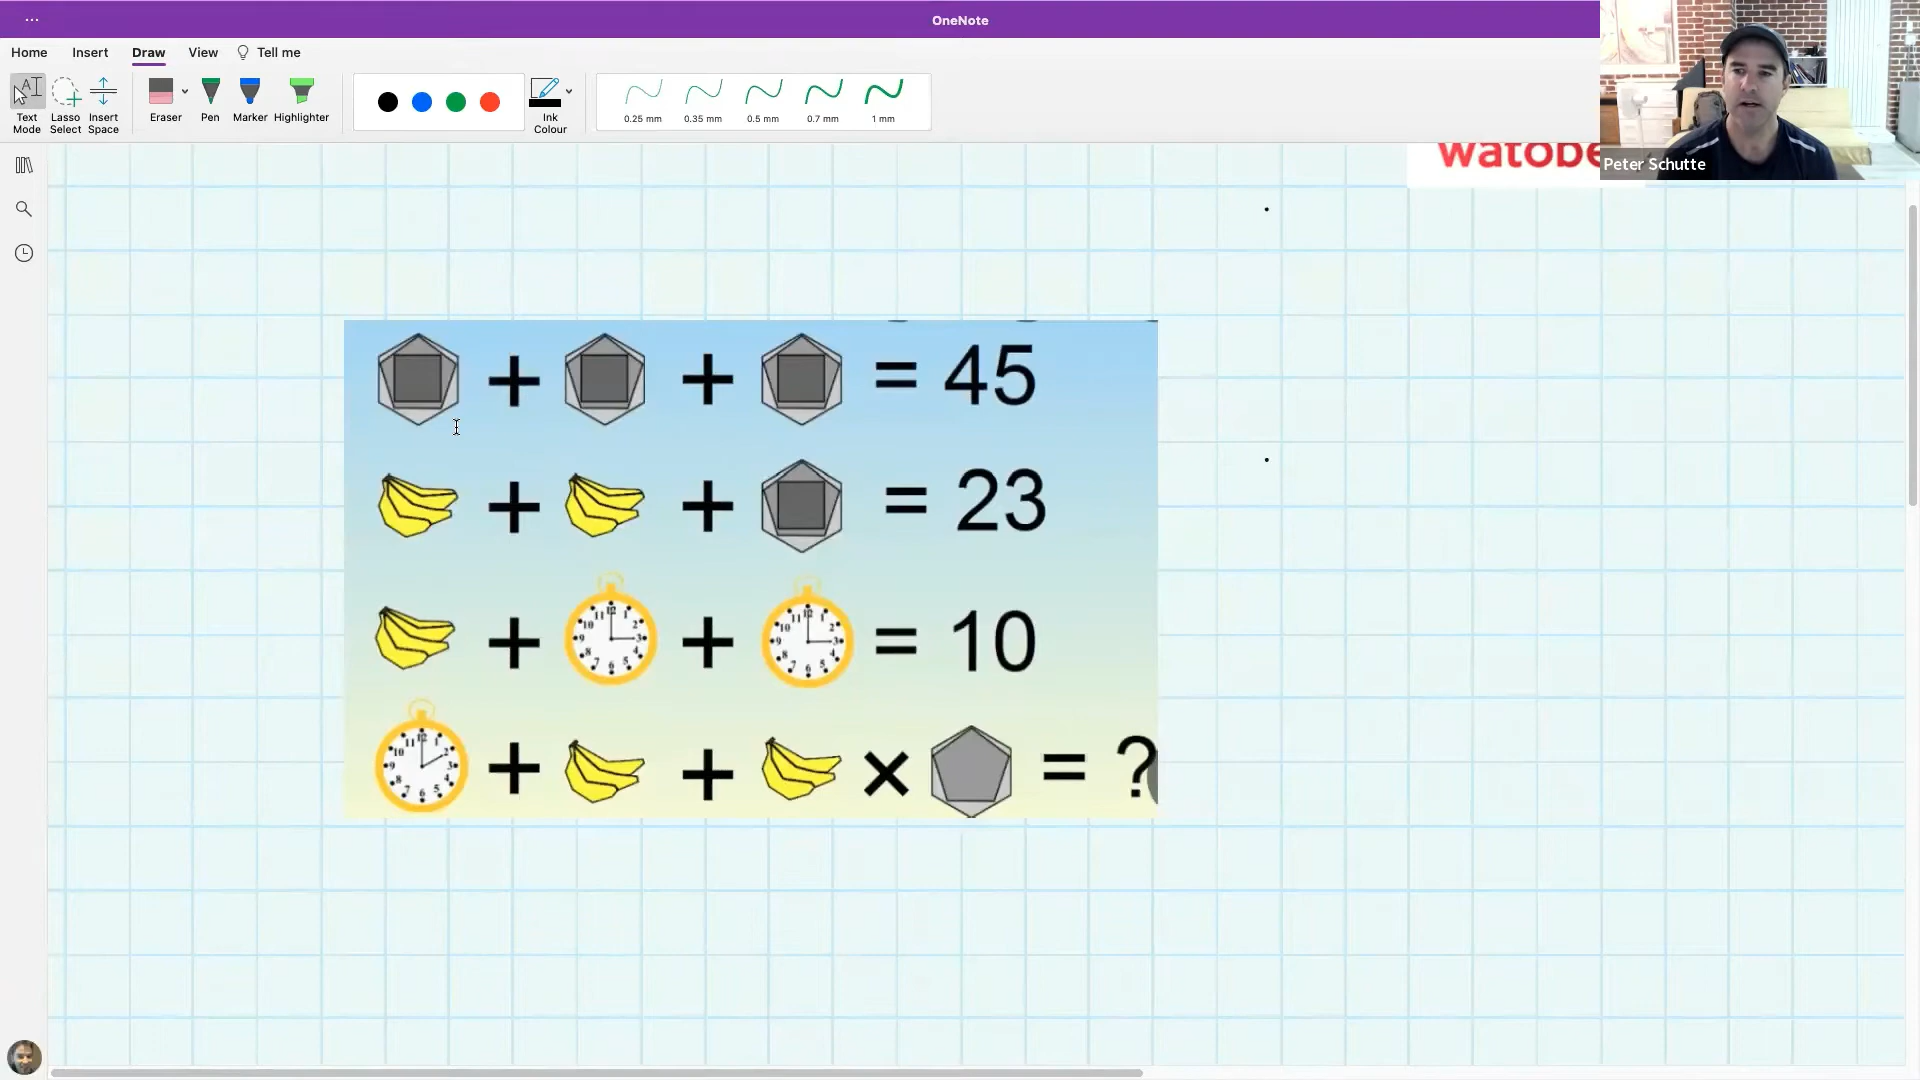 OneNote
Home Insert Draw View Tell me
Text Mode
Lasso Select
Insert Space
Eraser
Pen
Marker
Highlighter
Ink Colour
0.25 mm
0.35 mm
0.5 mm
0.7 mm
1 mm
Peter Schutte
+ + = 45
+ + = 23
+ + = 10
+ + × = ?